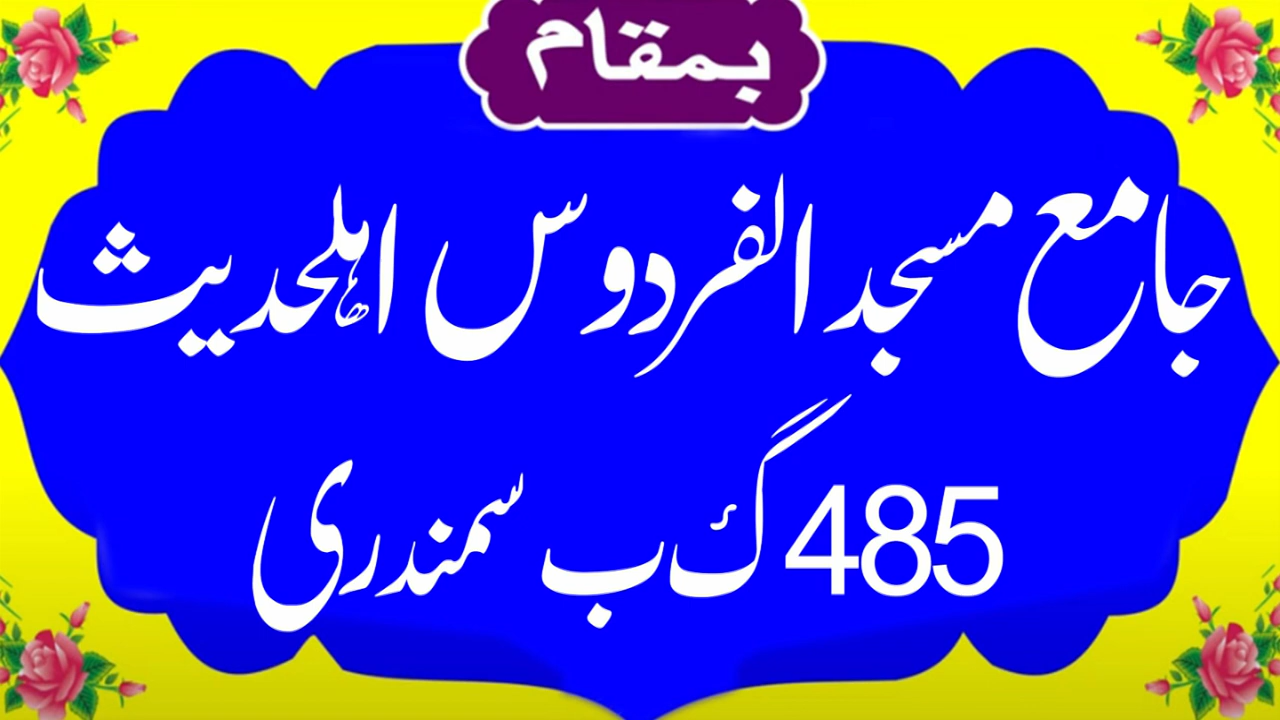 بمقام
جامع مسجد الفردوس اہلحدیث
485 گ ب سمندری